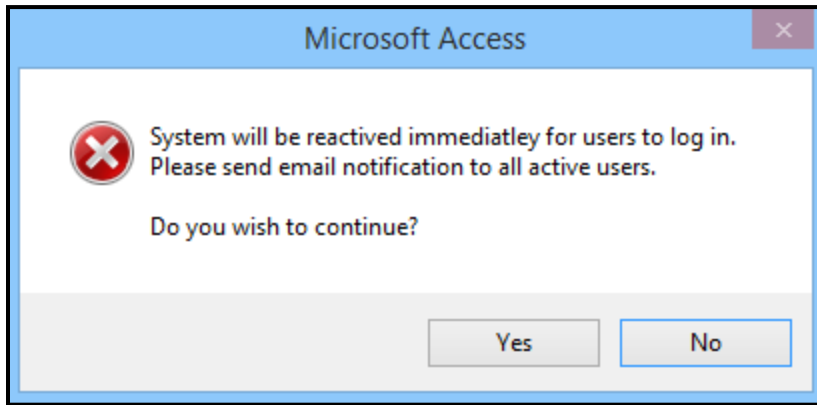 Microsoft Access
System will be reactived immediatley for users to log in.
Please send email notification to all active users.
Do you wish to continue?
Yes
No